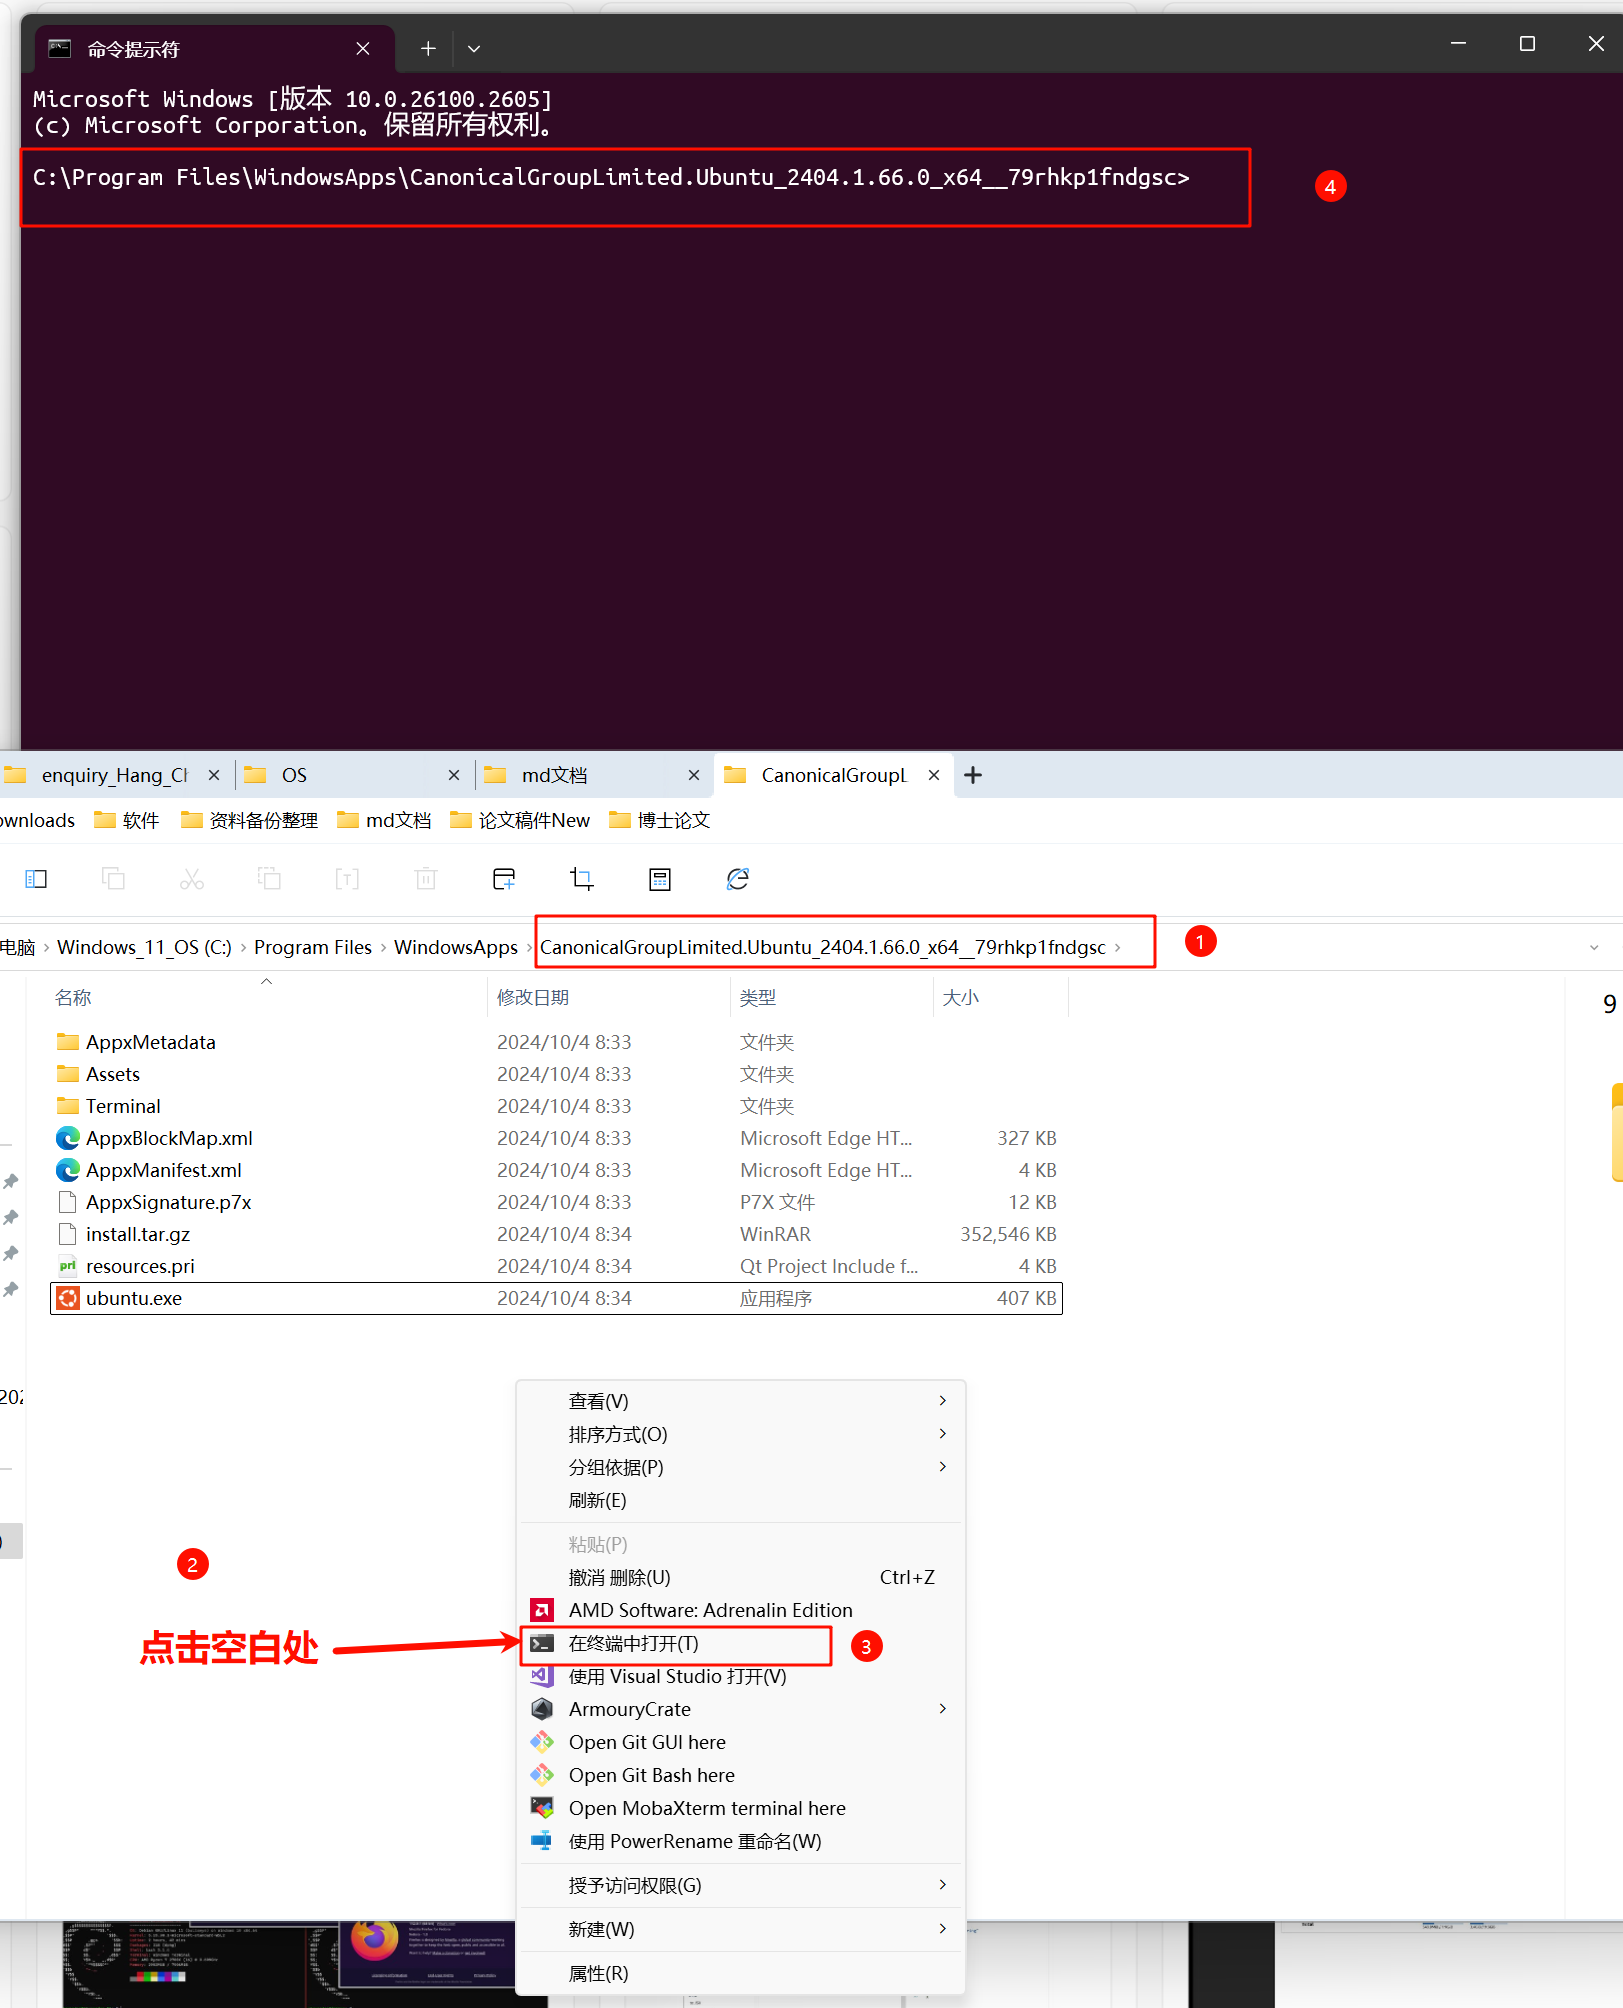 命令提示符
Microsoft Windows [版本 10.0.26100.2605]
(c) Microsoft Corporation。保留所有权利。
C:\Program Files\WindowsApps\CanonicalGroupLimited.Ubuntu_2404.1.66.0_x64__79rhkp1fndgsc>
4
enquiry_Hang_Ch
OS
md文档
CanonicalGroupL
ownloads 软件 资料备份整理 md文档 论文稿件New 博士论文
电脑 › Windows_11_OS (C:) › Program Files › WindowsApps › CanonicalGroupLimited.Ubuntu_2404.1.66.0_x64__79rhkp1fndgsc ›
1
名称 修改日期 类型 大小
9
AppxMetadata 2024/10/4 8:33 文件夹
Assets 2024/10/4 8:33 文件夹
Terminal 2024/10/4 8:33 文件夹
AppxBlockMap.xml 2024/10/4 8:33 Microsoft Edge HT... 327 KB
AppxManifest.xml 2024/10/4 8:33 Microsoft Edge HT... 4 KB
AppxSignature.p7x 2024/10/4 8:33 P7X 文件 12 KB
install.tar.gz 2024/10/4 8:34 WinRAR 352,546 KB
resources.pri 2024/10/4 8:34 Qt Project Include f... 4 KB
ubuntu.exe 2024/10/4 8:34 应用程序 407 KB
202
查看(V)
排序方式(O)
分组依据(P)
刷新(E)
粘贴(P)
撤消 删除(U) Ctrl+Z
AMD Software: Adrenalin Edition
在终端中打开(T)
使用 Visual Studio 打开(V)
ArmouryCrate
Open Git GUI here
Open Git Bash here
Open MobaXterm terminal here
使用 PowerRename 重命名(W)
授予访问权限(G)
新建(W)
属性(R)
2
点击空白处
3